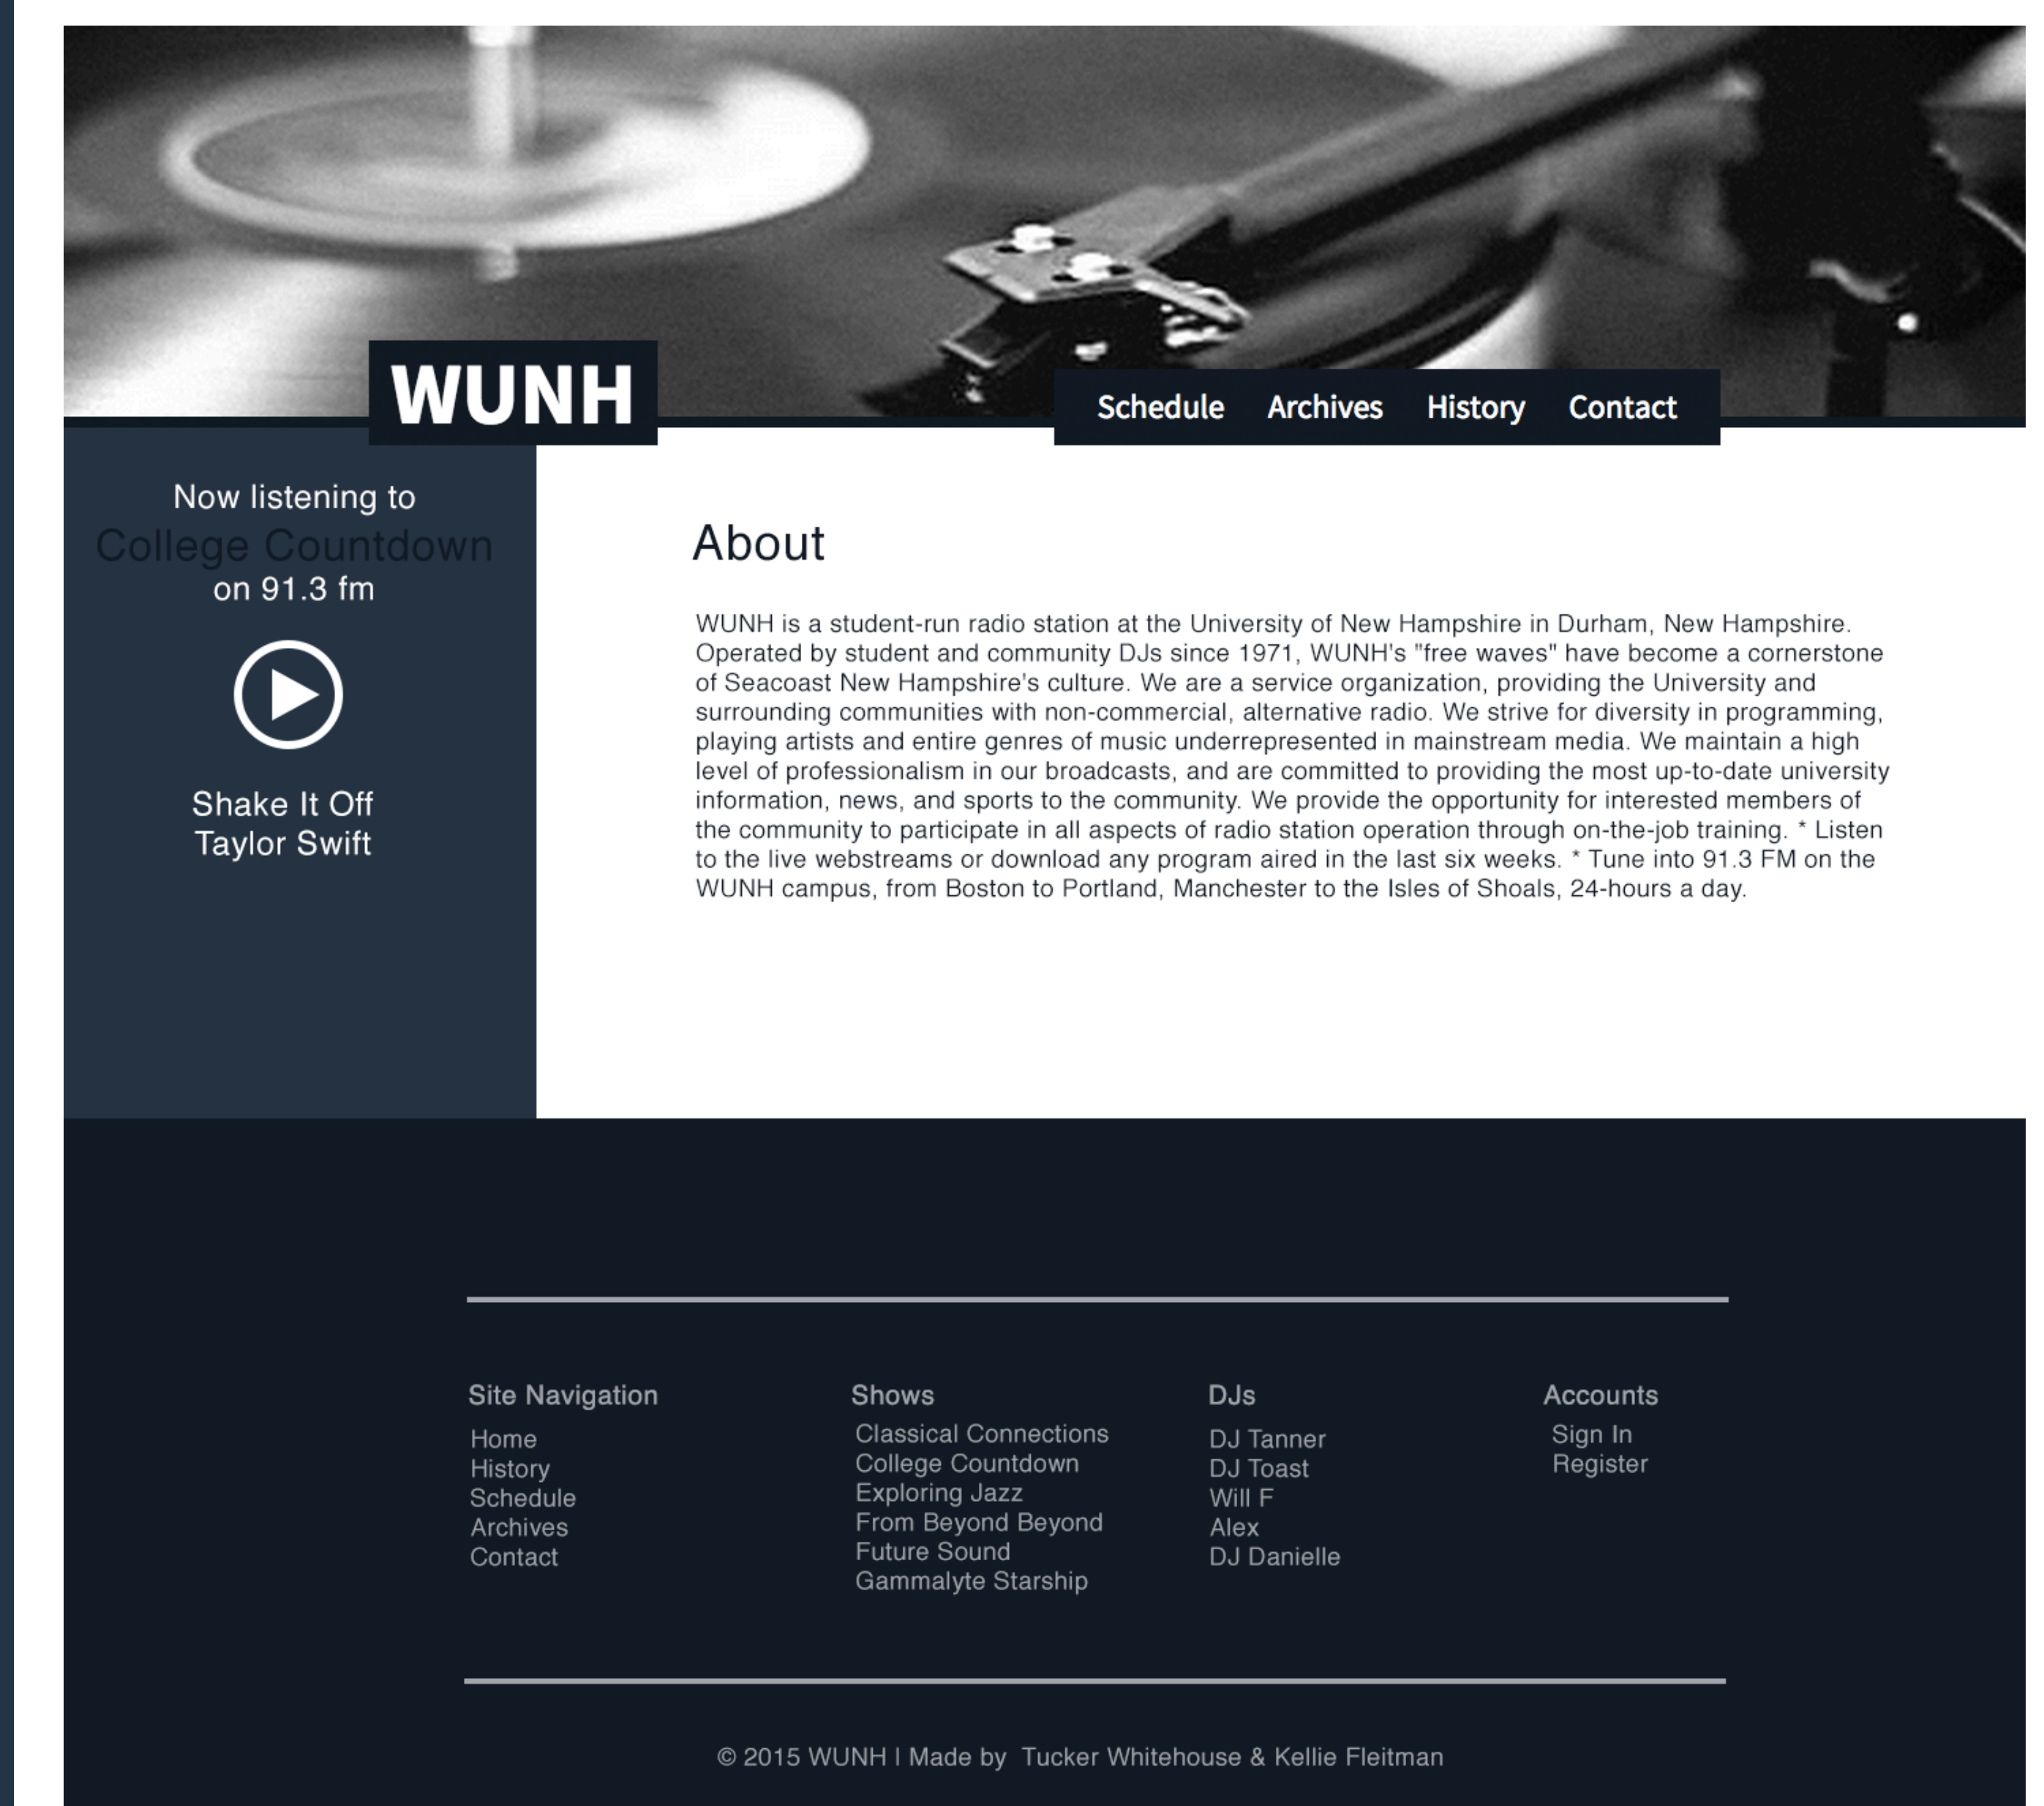 WUNH
Schedule Archives History Contact
Now listening to
College Countdown
on 91.3 fm
Shake It Off
Taylor Swift
About
WUNH is a student-run radio station at the University of New Hampshire in Durham, New Hampshire.
Operated by student and community DJs since 1971, WUNH's "free waves" have become a cornerstone
of Seacoast New Hampshire's culture. We are a service organization, providing the University and
surrounding communities with non-commercial, alternative radio. We strive for diversity in programming,
playing artists and entire genres of music underrepresented in mainstream media. We maintain a high
level of professionalism in our broadcasts, and are committed to providing the most up-to-date university
information, news, and sports to the community. We provide the opportunity for interested members of
the community to participate in all aspects of radio station operation through on-the-job training. * Listen
to the live webstreams or download any program aired in the last six weeks. * Tune into 91.3 FM on the
WUNH campus, from Boston to Portland, Manchester to the Isles of Shoals, 24-hours a day.
Site Navigation
Home
History
Schedule
Archives
Contact
Shows
Classical Connections
College Countdown
Exploring Jazz
From Beyond Beyond
Future Sound
Gammalyte Starship
DJs
DJ Tanner
DJ Toast
Will F
Alex
DJ Danielle
Accounts
Sign In
Register
© 2015 WUNH | Made by Tucker Whitehouse & Kellie Fleitman